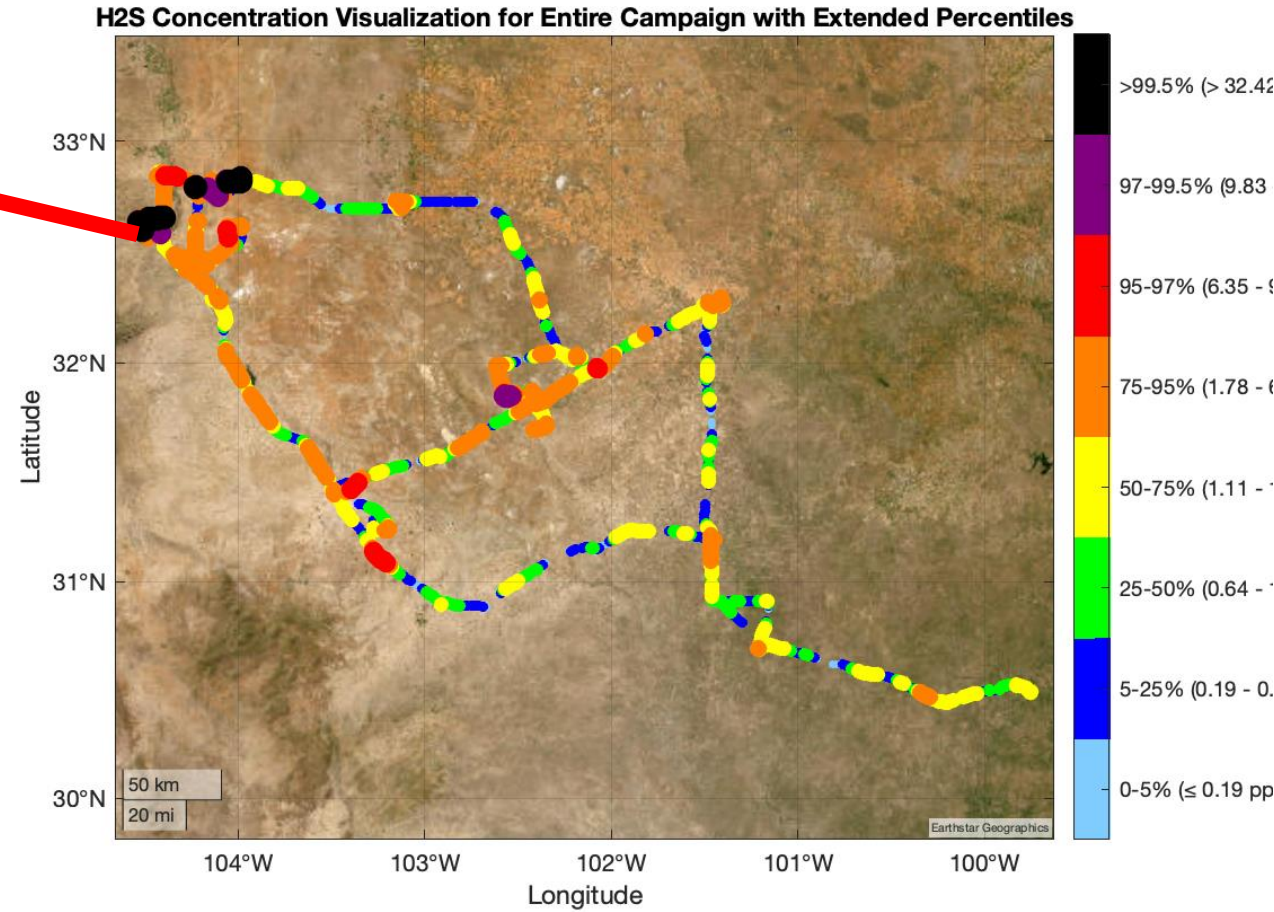 H2S Concentration Visualization for Entire Campaign with Extended Percentiles
Latitude
33°N
32°N
31°N
30°N
50 km
20 mi
Earthstar Geographics
104°W
103°W
102°W
101°W
100°W
Longitude
>99.5% (> 32.42
97-99.5% (9.83
95-97% (6.35 - 9
75-95% (1.78 - 6
50-75% (1.11 - 1
25-50% (0.64 - 1
5-25% (0.19 - 0.
0-5% (≤ 0.19 pp